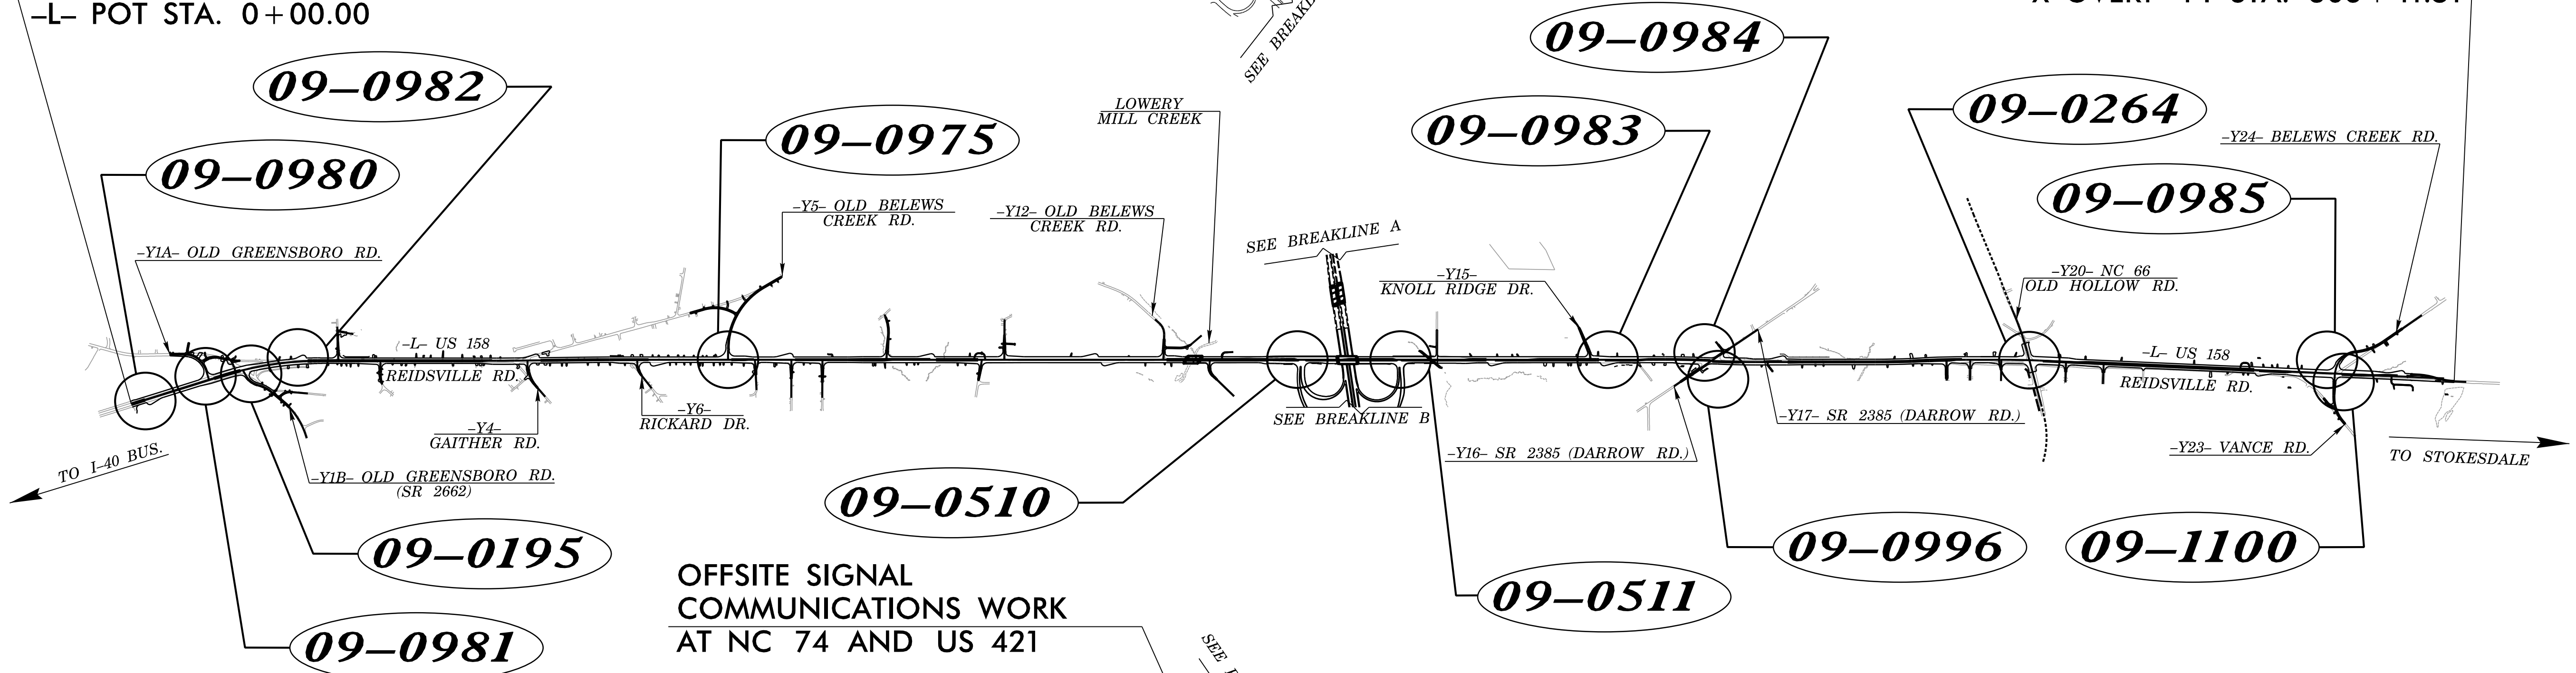 -L- POT STA. 0+00.00
09-0982
09-0980
-Y1A- OLD GREENSBORO RD.
09-0975
-Y5- OLD BELEWS
CREEK RD.
LOWERY
MILL CREEK
-Y12- OLD BELEWS
CREEK RD.
SEE BREAKLINE A
09-0984
09-0983
-Y15-
KNOLL RIDGE DR.
09-0264
-Y24- BELEWS CREEK RD.
09-0985
-Y20- NC 66
OLD HOLLOW RD.
-L- US 158
REIDSVILLE RD.
-L- US 158
REIDSVILLE RD.
TO I-40 BUS.
-Y1B- OLD GREENSBORO RD.
(SR 2662)
-Y4-
GAITHER RD.
-Y6-
RICKARD DR.
SEE BREAKLINE B
-Y16- SR 2385 (DARROW RD.)
-Y17- SR 2385 (DARROW RD.)
-Y23- VANCE RD.
TO STOKESDALE
09-0195
09-0981
09-0510
09-0511
09-0996
09-1100
OFFSITE SIGNAL
COMMUNICATIONS WORK
AT NC 74 AND US 421
SEE